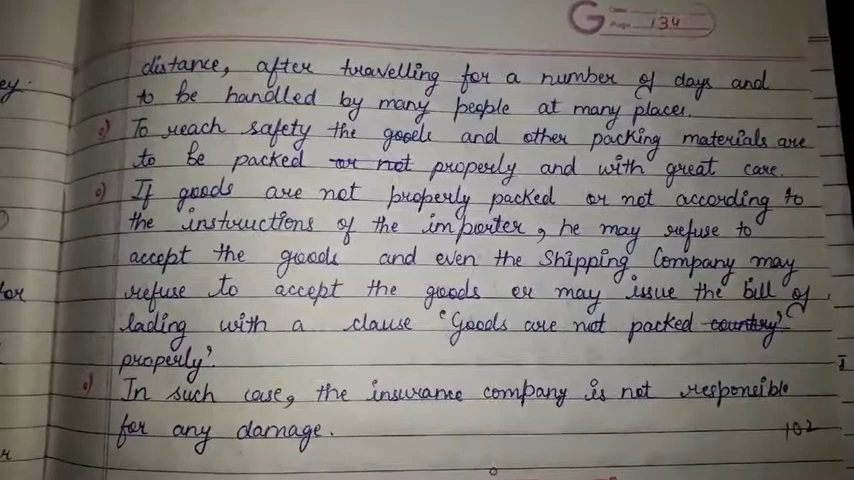 G Page 134
distance, after travelling for a number of days and
ey.
to be handled by many people at many places.
To reach safety the goods and other packing materials are
to be packed or not properly and with great care.
If goods are not properly packed or not according to
the instructions of the importer, he may refuse to
accept the goods and even the Shipping Company may
for
refuse to accept the goods or may issue the bill of
lading with a clause 'Goods are not packed country'
properly'.
In such case, the insurance company is not responsible
for any damage.
102